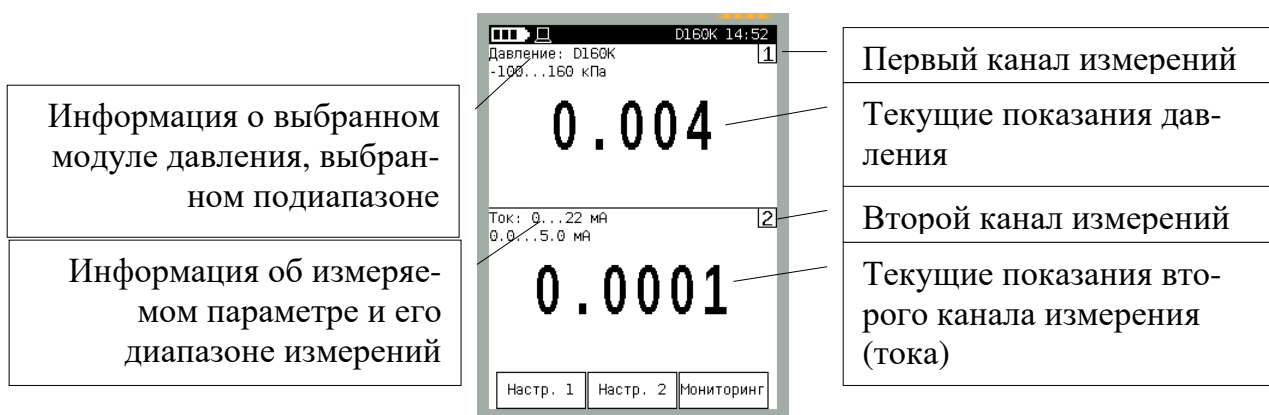 Информация о выбранном
модуле давления, выбран-
ном подиапазоне
Информация об измеряе-
мом параметре и его
диапазоне измерений
D160K 14:52
Давление: D160K
1
-100...160 кПа
0.004
Ток: 0...22 мА
2
0.0...5.0 мА
0.0001
Настр. 1
Настр. 2
Мониторинг
Первый канал измерений
Текущие показания дав-
ления
Второй канал измерений
Текущие показания вто-
рого канала измерения
(тока)